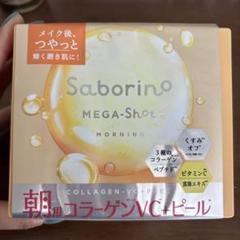 メイク後、
つやっと
輝く磨き肌に!
Saborino
MEGA-Shot
MORNING
3種の
コラーゲン
ペプチド
くすみ
オフ
ビタミンC
COLLAGEN-VC-PEEL
朝用コラーゲンVC+ピール